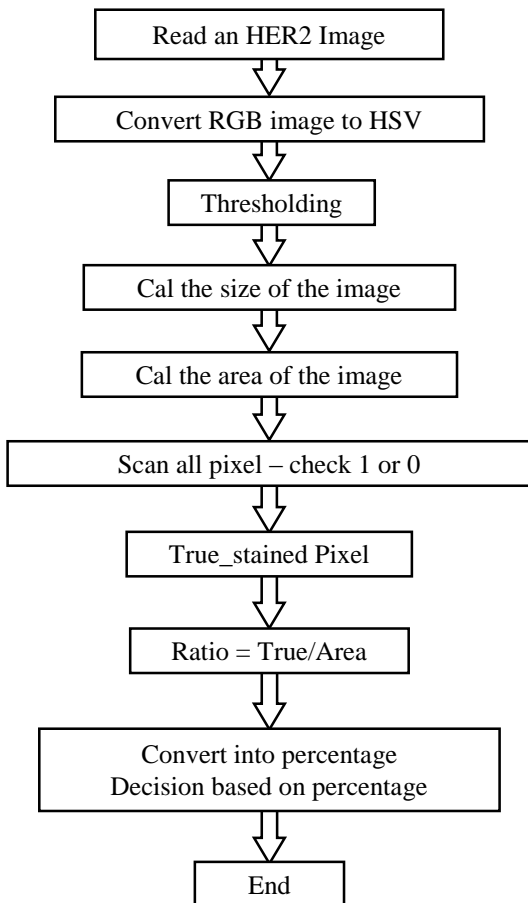 Read an HER2 Image
Convert RGB image to HSV
Thresholding
Cal the size of the image
Cal the area of the image
Scan all pixel – check 1 or 0
True_stained Pixel
Ratio = True/Area
Convert into percentage
Decision based on percentage
End